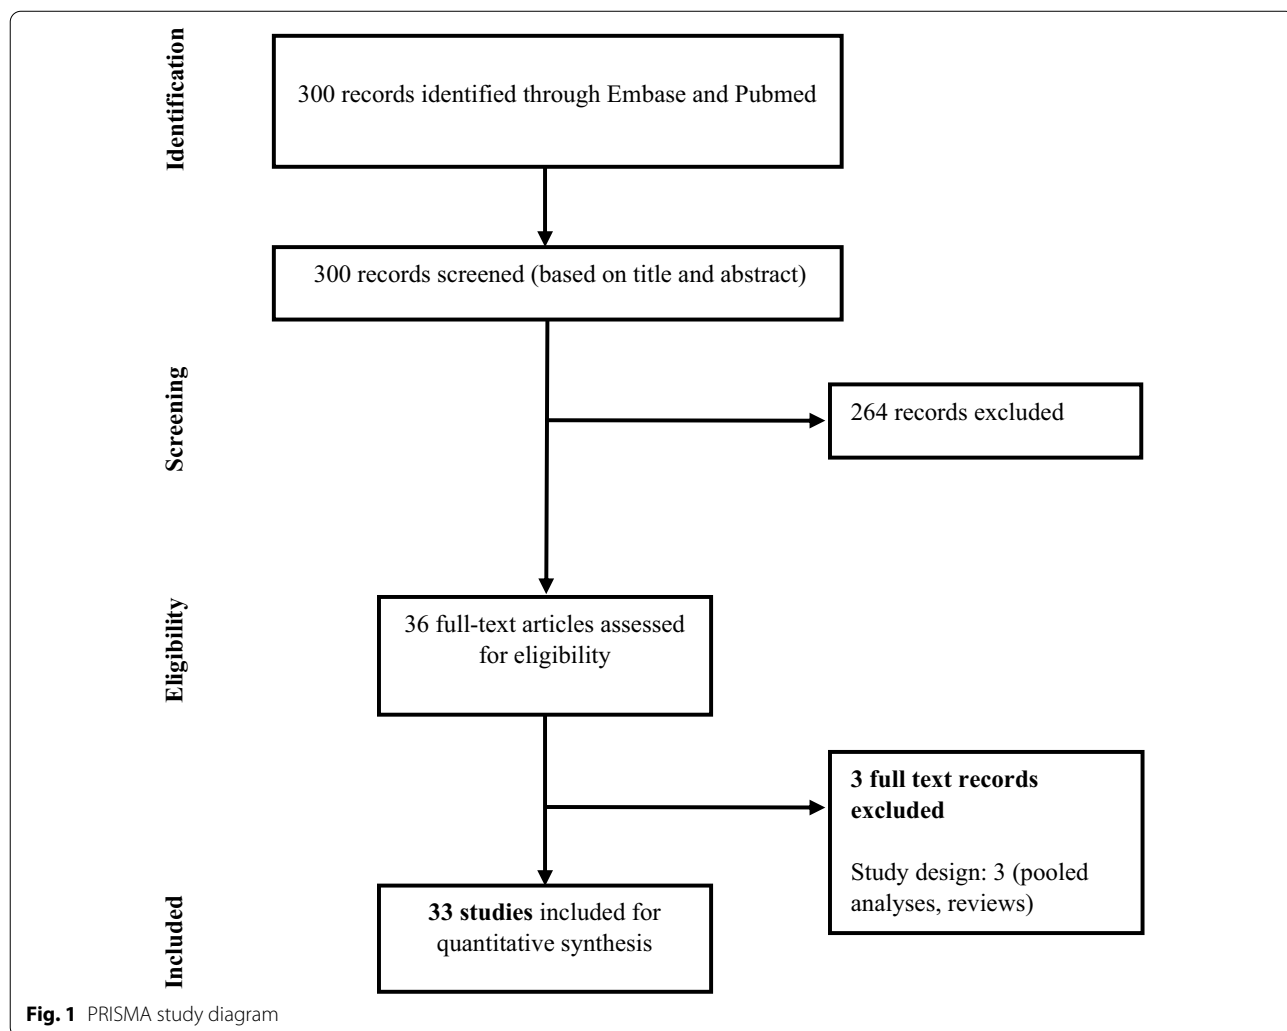 Identification
300 records identified through Embase and Pubmed
300 records screened (based on title and abstract)
Screening
264 records excluded
Eligibility
36 full-text articles assessed
for eligibility
3 full text records
excluded
Study design: 3 (pooled
analyses, reviews)
Included
33 studies included for
quantitative synthesis
Fig. 1 PRISMA study diagram